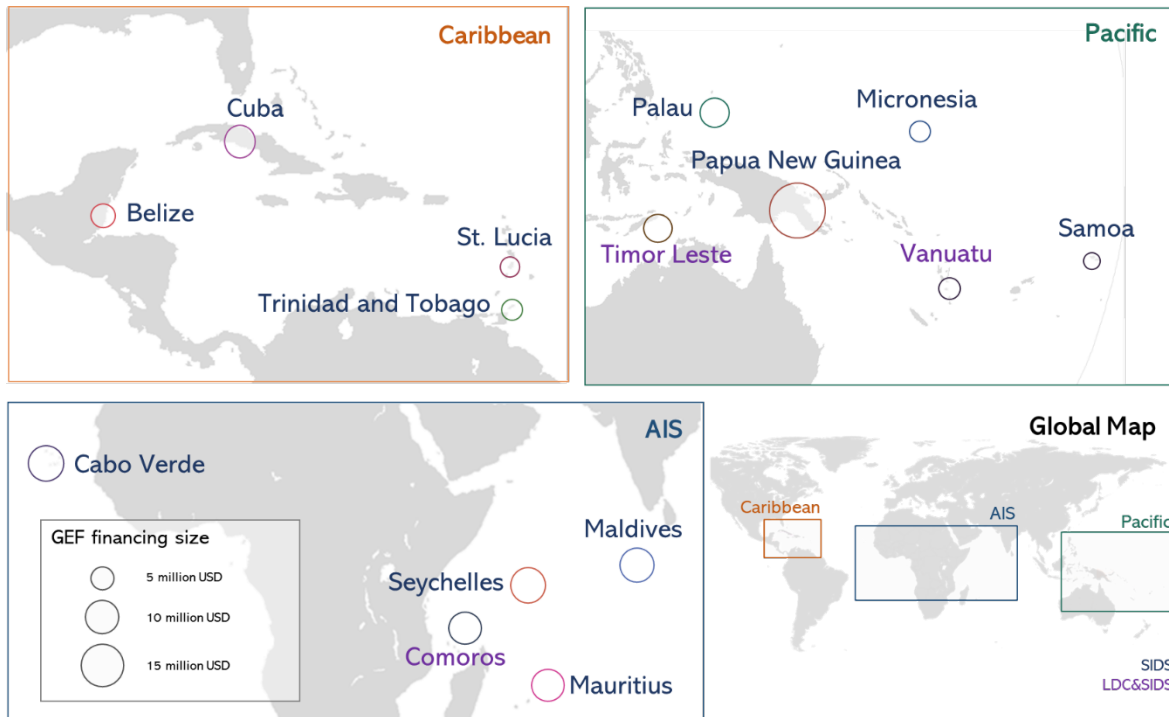 Caribbean
Cuba
Belize
St. Lucia
Trinidad and Tobago
Pacific
Palau
Micronesia
Papua New Guinea
Timor Leste
Vanuatu
Samoa
AIS
Cabo Verde
GEF financing size
5 million USD
10 million USD
15 million USD
Maldives
Seychelles
Comoros
Mauritius
Global Map
Caribbean
AIS
Pacific
SIDS
LDC&SIDS